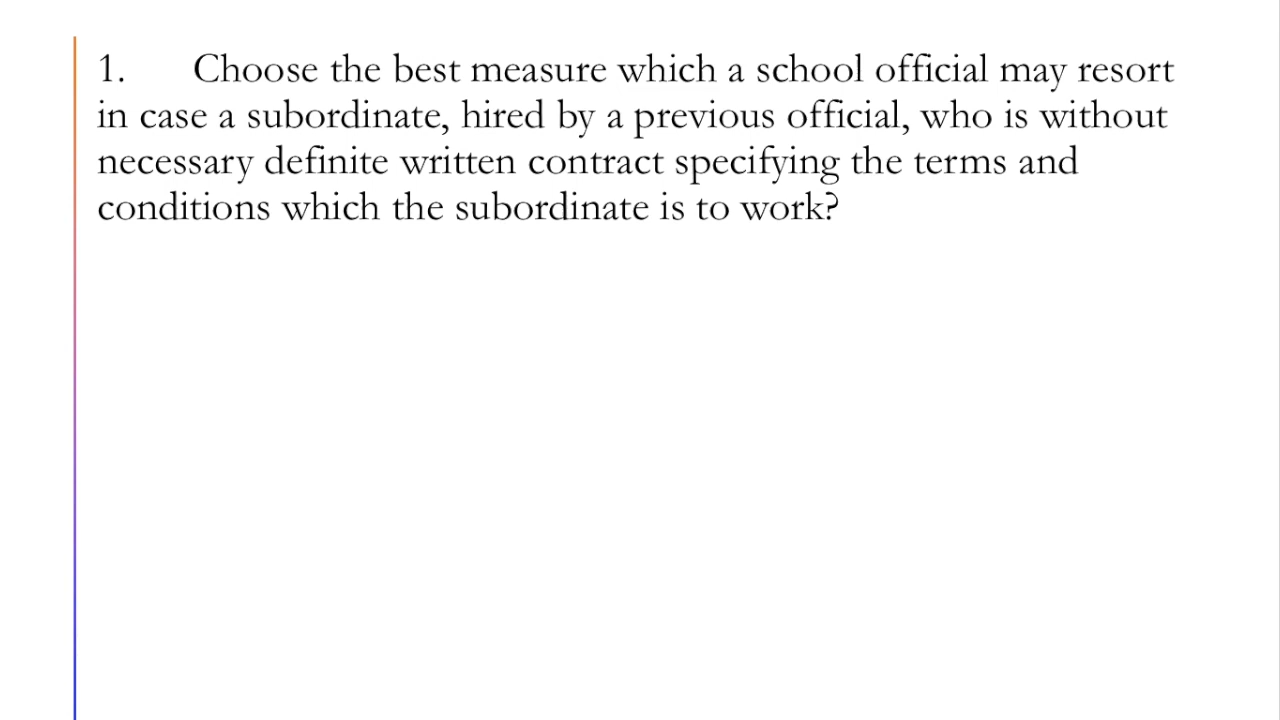 1. Choose the best measure which a school official may resort
in case a subordinate, hired by a previous official, who is without
necessary definite written contract specifying the terms and
conditions which the subordinate is to work?